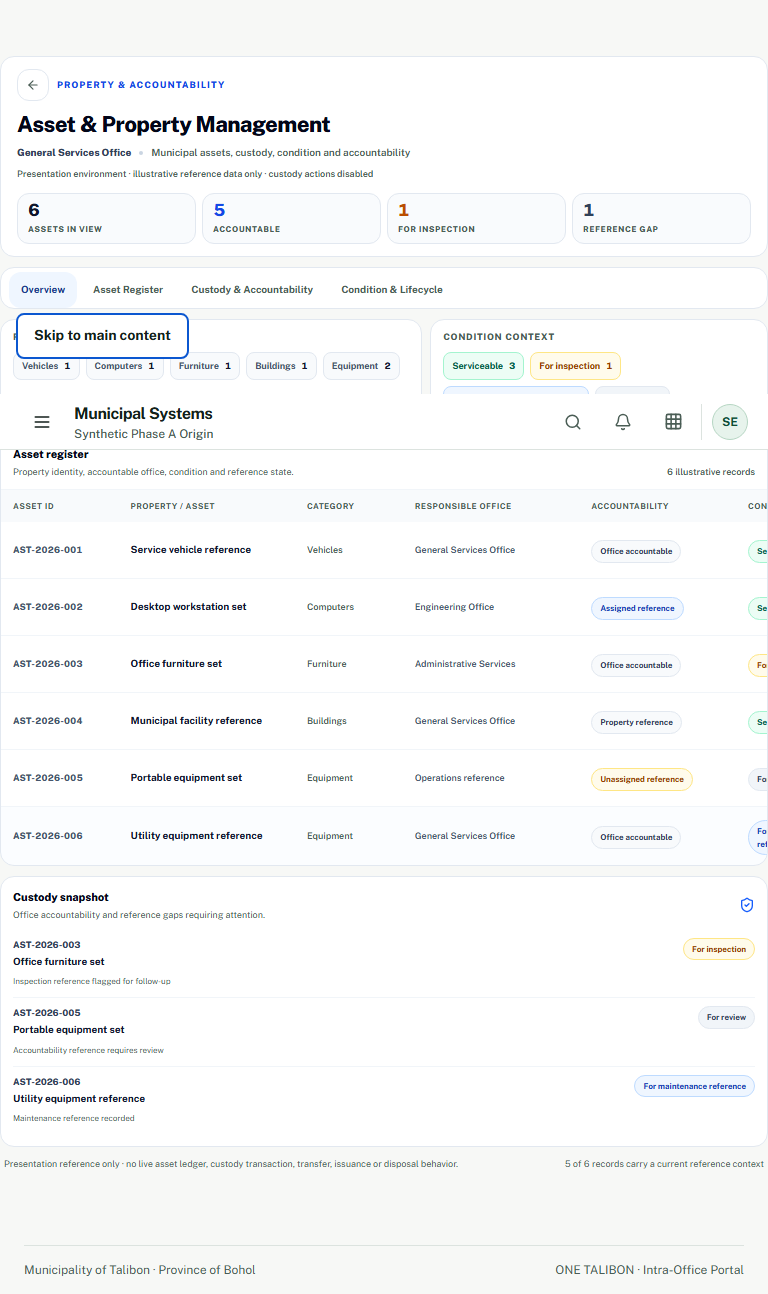 PROPERTY & ACCOUNTABILITY
Asset & Property Management
General Services Office • Municipal assets, custody, condition and accountability
Presentation environment · illustrative reference data only · custody actions disabled
6
ASSETS IN VIEW
5
ACCOUNTABLE
1
FOR INSPECTION
1
REFERENCE GAP
Overview
Asset Register
Custody & Accountability
Condition & Lifecycle
Skip to main content
Vehicles 1
Computers 1
Furniture 1
Buildings 1
Equipment 2
CONDITION CONTEXT
Serviceable 3
For inspection 1
Municipal Systems
Synthetic Phase A Origin
SE
Asset register
Property identity, accountable office, condition and reference state.
6 illustrative records
ASSET ID PROPERTY / ASSET CATEGORY RESPONSIBLE OFFICE ACCOUNTABILITY CON
AST-2026-001 Service vehicle reference Vehicles General Services Office Office accountable Se
AST-2026-002 Desktop workstation set Computers Engineering Office Assigned reference Se
AST-2026-003 Office furniture set Furniture Administrative Services Office accountable Fo
AST-2026-004 Municipal facility reference Buildings General Services Office Property reference Se
AST-2026-005 Portable equipment set Equipment Operations reference Unassigned reference Fo
AST-2026-006 Utility equipment reference Equipment General Services Office Office accountable Fo
ref
Custody snapshot
Office accountability and reference gaps requiring attention.
AST-2026-003
Office furniture set
Inspection reference flagged for follow-up
For inspection
AST-2026-005
Portable equipment set
Accountability reference requires review
For review
AST-2026-006
Utility equipment reference
Maintenance reference recorded
For maintenance reference
Presentation reference only · no live asset ledger, custody transaction, transfer, issuance or disposal behavior.
5 of 6 records carry a current reference context
Municipality of Talibon · Province of Bohol
ONE TALIBON · Intra-Office Portal